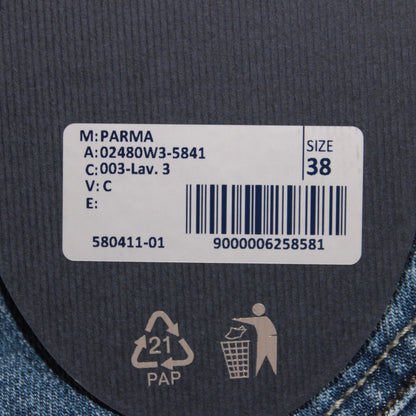 M: PARMA
A: 02480W3-5841
C: 003-Lav. 3
V: C
E:
SIZE
38
580411-01
9000006258581
21
PAP